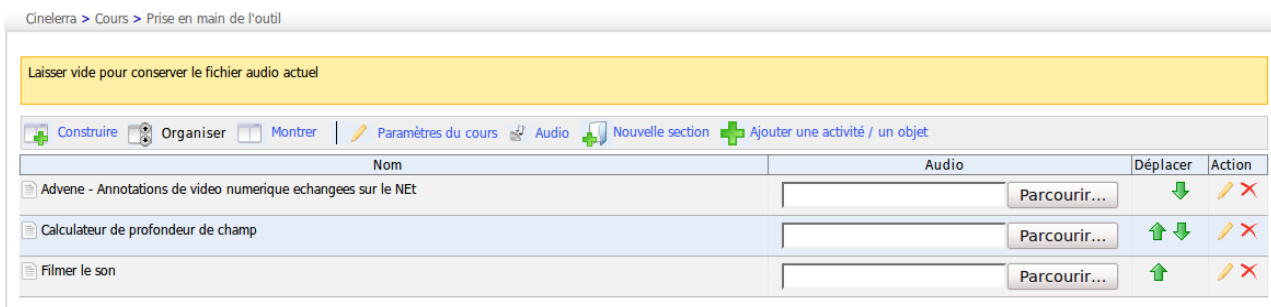 Cinelerra > Cours > Prise en main de l'outil
Laisser vide pour conserver le fichier audio actuel
Construire Organiser Montrer Paramètres du cours Audio Nouvelle section Ajouter une activité / un objet
Nom Audio Déplacer Action
Advene - Annotations de video numerique echangees sur le NEt Parcourir...
Calculateur de profondeur de champ Parcourir...
Filmer le son Parcourir...